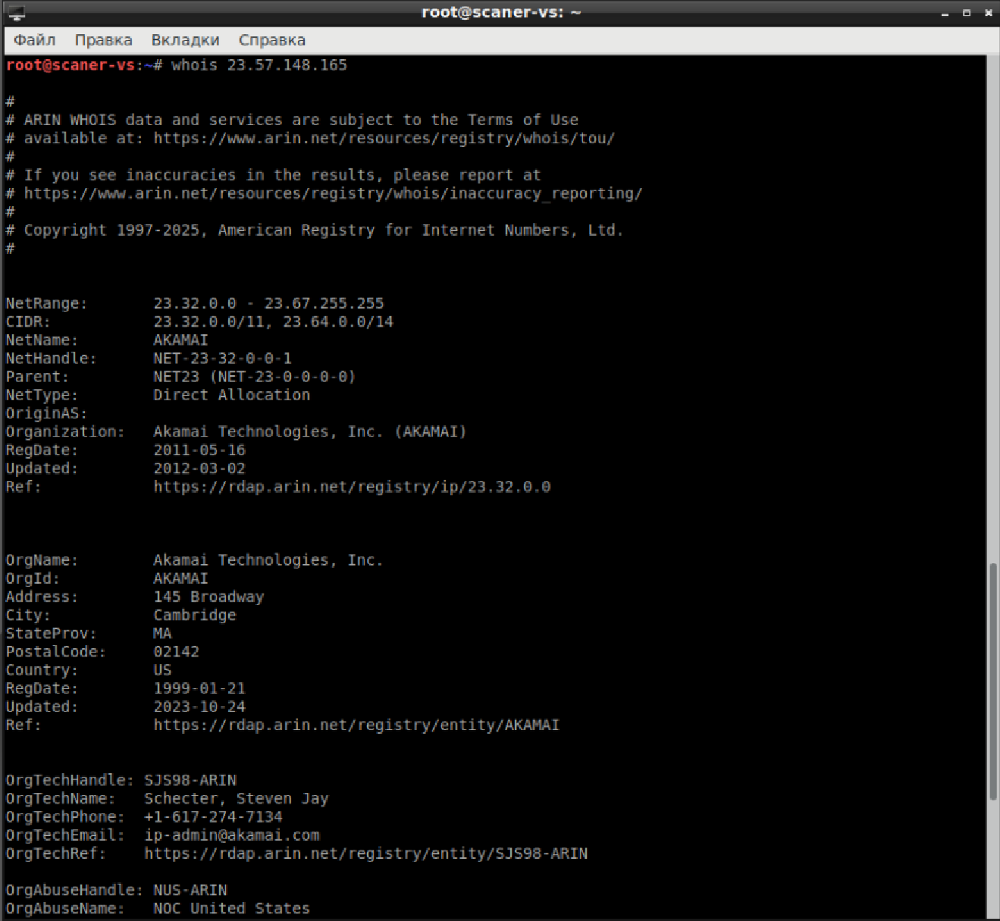 root@scaner-vs: ~
Файл Правка Вкладки Справка
root@scaner-vs:~# whois 23.57.148.165
#
# ARIN WHOIS data and services are subject to the Terms of Use
# available at: https://www.arin.net/resources/registry/whois/tou/
#
# If you see inaccuracies in the results, please report at
# https://www.arin.net/resources/registry/whois/inaccuracy_reporting/
#
# Copyright 1997-2025, American Registry for Internet Numbers, Ltd.
#
NetRange: 23.32.0.0 - 23.67.255.255
CIDR: 23.32.0.0/11, 23.64.0.0/14
NetName: AKAMAI
NetHandle: NET-23-32-0-0-1
Parent: NET23 (NET-23-0-0-0-0)
NetType: Direct Allocation
OriginAS:
Organization: Akamai Technologies, Inc. (AKAMAI)
RegDate: 2011-05-16
Updated: 2012-03-02
Ref: https://rdap.arin.net/registry/ip/23.32.0.0
OrgName: Akamai Technologies, Inc.
OrgId: AKAMAI
Address: 145 Broadway
City: Cambridge
StateProv: MA
PostalCode: 02142
Country: US
RegDate: 1999-01-21
Updated: 2023-10-24
Ref: https://rdap.arin.net/registry/entity/AKAMAI
OrgTechHandle: SJS98-ARIN
OrgTechName: Schecter, Steven Jay
OrgTechPhone: +1-617-274-7134
OrgTechEmail: ip-admin@akamai.com
OrgTechRef: https://rdap.arin.net/registry/entity/SJS98-ARIN
OrgAbuseHandle: NUS-ARIN
OrgAbuseName: NOC United States